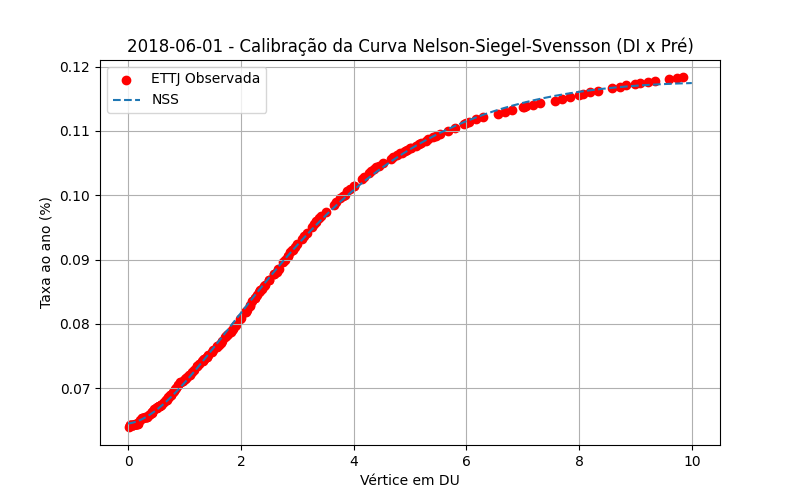 2018-06-01 - Calibração da Curva Nelson-Siegel-Svensson (DI x Pré)
ETTJ Observada
NSS
Taxa ao ano (%)
0.12
0.11
0.10
0.09
0.08
0.07
0
2
4
6
8
10
Vértice em DU